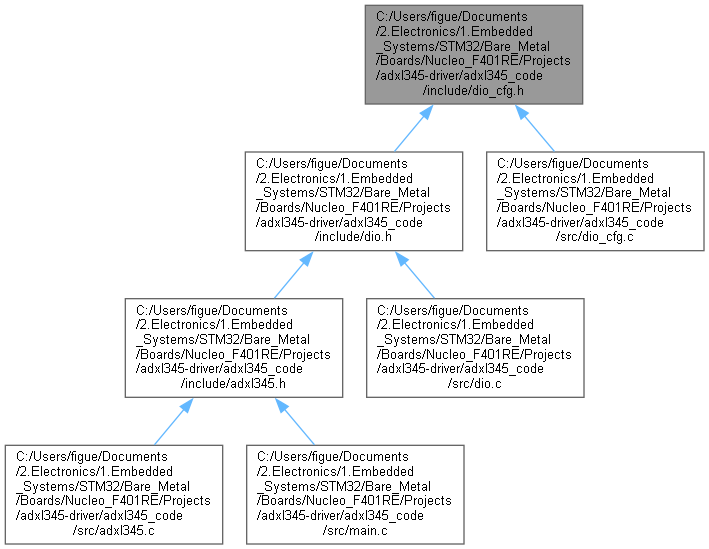 C:/Users/figue/Documents
/2.Electronics/1.Embedded
_Systems/STM32/Bare_Metal
/Boards/Nucleo_F401RE/Projects
/adxl345-driver/adxl345_code
/include/dio_cfg.h
C:/Users/figue/Documents
/2.Electronics/1.Embedded
_Systems/STM32/Bare_Metal
/Boards/Nucleo_F401RE/Projects
/adxl345-driver/adxl345_code
/include/dio.h
C:/Users/figue/Documents
/2.Electronics/1.Embedded
_Systems/STM32/Bare_Metal
/Boards/Nucleo_F401RE/Projects
/adxl345-driver/adxl345_code
/src/dio_cfg.c
C:/Users/figue/Documents
/2.Electronics/1.Embedded
_Systems/STM32/Bare_Metal
/Boards/Nucleo_F401RE/Projects
/adxl345-driver/adxl345_code
/include/adxl345.h
C:/Users/figue/Documents
/2.Electronics/1.Embedded
_Systems/STM32/Bare_Metal
/Boards/Nucleo_F401RE/Projects
/adxl345-driver/adxl345_code
/src/dio.c
C:/Users/figue/Documents
/2.Electronics/1.Embedded
_Systems/STM32/Bare_Metal
/Boards/Nucleo_F401RE/Projects
/adxl345-driver/adxl345_code
/src/adxl345.c
C:/Users/figue/Documents
/2.Electronics/1.Embedded
_Systems/STM32/Bare_Metal
/Boards/Nucleo_F401RE/Projects
/adxl345-driver/adxl345_code
/src/main.c